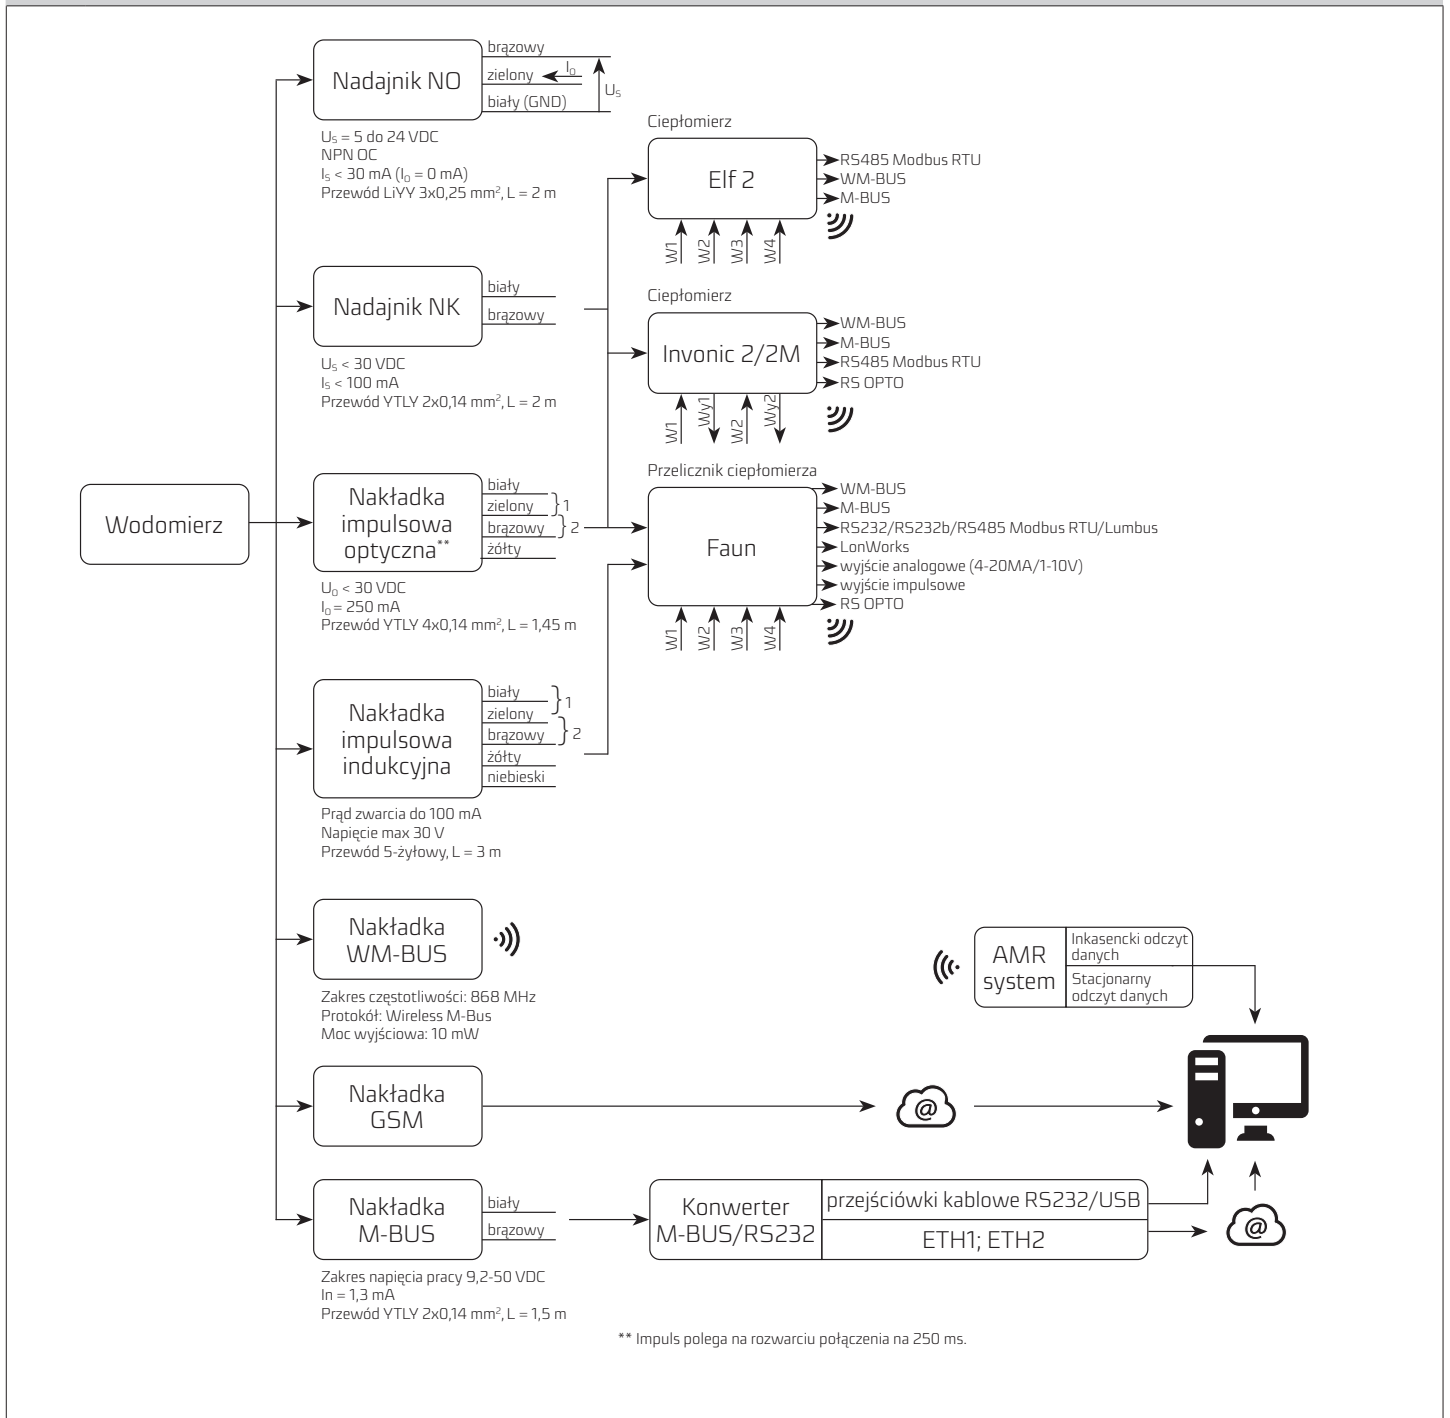 Wodomierz
Nadajnik NO
brązowy
zielony
I₀
biały (GND)
Uₛ
Uₛ = 5 do 24 VDC
NPN OC
Iₛ < 30 mA (I₀ = 0 mA)
Przewód LiYY 3x0,25 mm², L = 2 m
Nadajnik NK
biały
brązowy
Uₛ < 30 VDC
Iₛ < 100 mA
Przewód YTLY 2x0,14 mm², L = 2 m
Nakładka
impulsowa
optyczna**
biały
zielony
1
brązowy
2
żółty
U₀ < 30 VDC
I₀ = 250 mA
Przewód YTLY 4x0,14 mm², L = 1,45 m
Nakładka
impulsowa
indukcyjna
biały
1
zielony
brązowy
2
żółty
niebieski
Prąd zwarcia do 100 mA
Napięcie max 30 V
Przewód 5-żyłowy, L = 3 m
Nakładka
WM-BUS
Zakres częstotliwości: 868 MHz
Protokół: Wireless M-Bus
Moc wyjściowa: 10 mW
Nakładka
GSM
Nakładka
M-BUS
biały
brązowy
Zakres napięcia pracy 9,2-50 VDC
In = 1,3 mA
Przewód YTLY 2x0,14 mm², L = 1,5 m
Ciepłomierz
Elf 2
RS485 Modbus RTU
WM-BUS
M-BUS
W1
W2
W3
W4
Ciepłomierz
Invonic 2/2M
WM-BUS
M-BUS
RS485 Modbus RTU
RS OPTO
W1
Wy1
W2
Wy2
Przelicznik ciepłomierza
Faun
WM-BUS
M-BUS
RS232/RS232b/RS485 Modbus RTU/Lumbus
LonWorks
wyjście analogowe (4-20MA/1-10V)
wyjście impulsowe
RS OPTO
W1
W2
W3
W4
AMR
system
Inkasencki odczyt
danych
Stacjonarny
odczyt danych
@
Konwerter
M-BUS/RS232
przejściówki kablowe RS232/USB
ETH1; ETH2
@
** Impuls polega na rozwarciu połączenia na 250 ms.